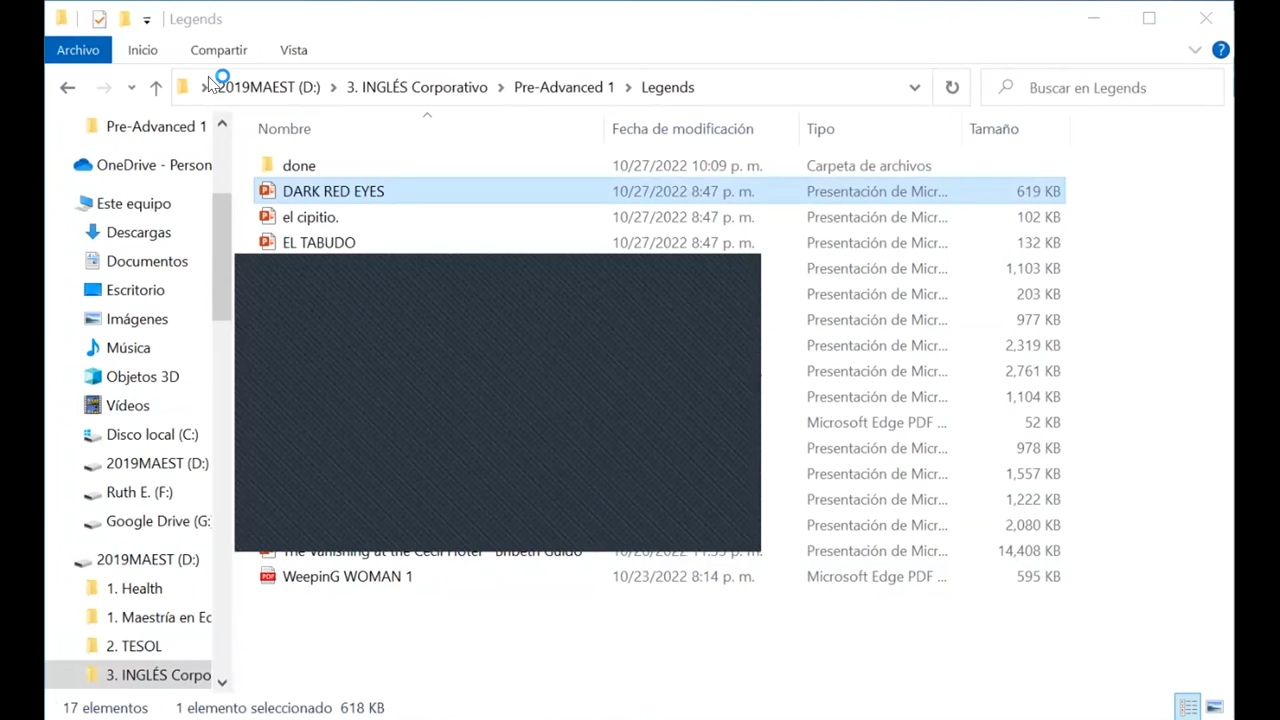 Legends
Archivo Inicio Compartir Vista
2019MAEST (D:) > 3. INGLÉS Corporativo > Pre-Advanced 1 > Legends
Buscar en Legends
Pre-Advanced 1
OneDrive - Person
Este equipo
Descargas
Documentos
Escritorio
Imágenes
Música
Objetos 3D
Vídeos
Disco local (C:)
2019MAEST (D:)
Ruth E. (F:)
Google Drive (G:
2019MAEST (D:)
1. Health
1. Maestría en Ec
2. TESOL
3. INGLÉS Corpo
Nombre Fecha de modificación Tipo Tamaño
done 10/27/2022 10:09 p. m. Carpeta de archivos
DARK RED EYES 10/27/2022 8:47 p. m. Presentación de Micr... 619 KB
el cipitio. 10/27/2022 8:47 p. m. Presentación de Micr... 102 KB
EL TABUDO 10/27/2022 8:47 p. m. Presentación de Micr... 132 KB
Presentación de Micr... 1,103 KB
Presentación de Micr... 203 KB
Presentación de Micr... 977 KB
Presentación de Micr... 2,319 KB
Presentación de Micr... 2,761 KB
Presentación de Micr... 1,104 KB
Microsoft Edge PDF ... 52 KB
Presentación de Micr... 978 KB
Presentación de Micr... 1,557 KB
Presentación de Micr... 1,222 KB
Presentación de Micr... 2,080 KB
The Vanishing at the Cecil Hotel - Presentación de Micr... 14,408 KB
WeepinG WOMAN 1 10/23/2022 8:14 p. m. Microsoft Edge PDF ... 595 KB
17 elementos 1 elemento seleccionado 618 KB